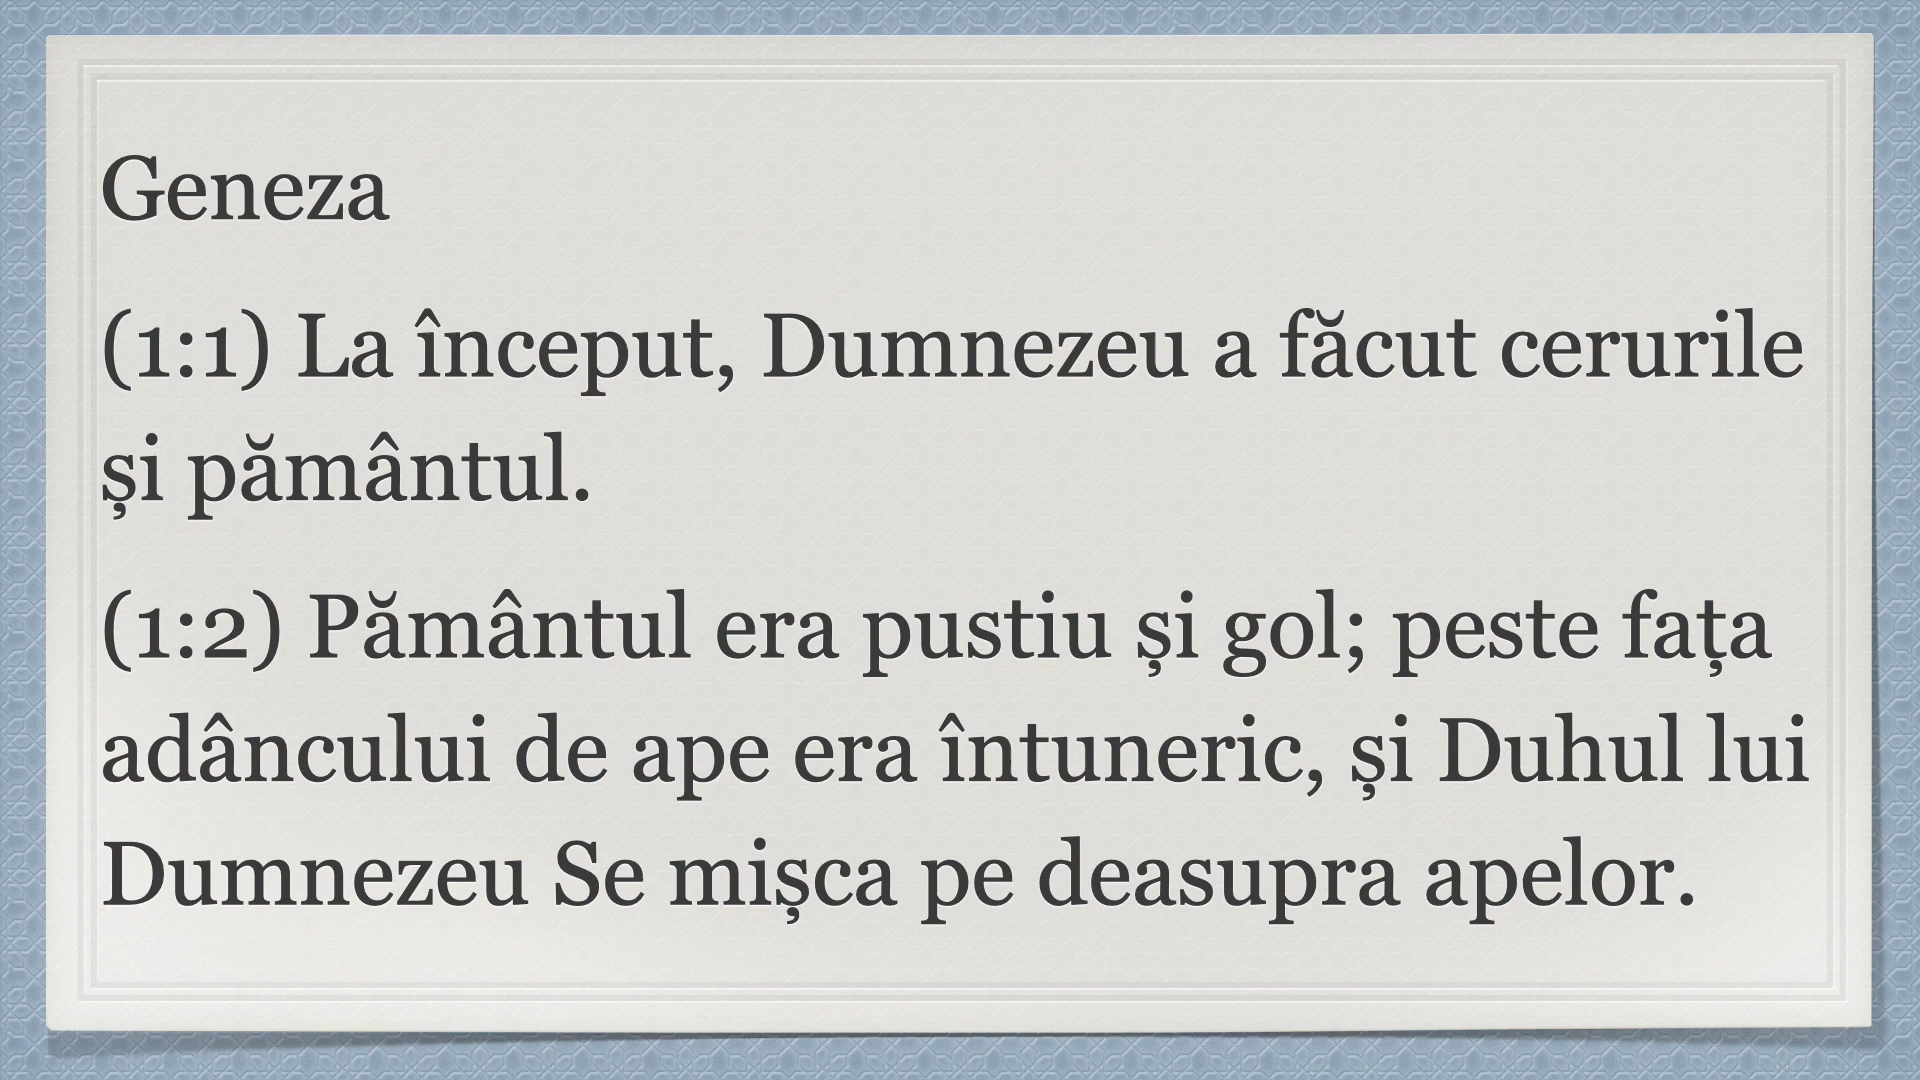 Geneza
(1:1) La început, Dumnezeu a făcut cerurile
și pământul.
(1:2) Pământul era pustiu și gol; peste fața
adâncului de ape era întuneric, și Duhul lui
Dumnezeu Se mișca pe deasupra apelor.